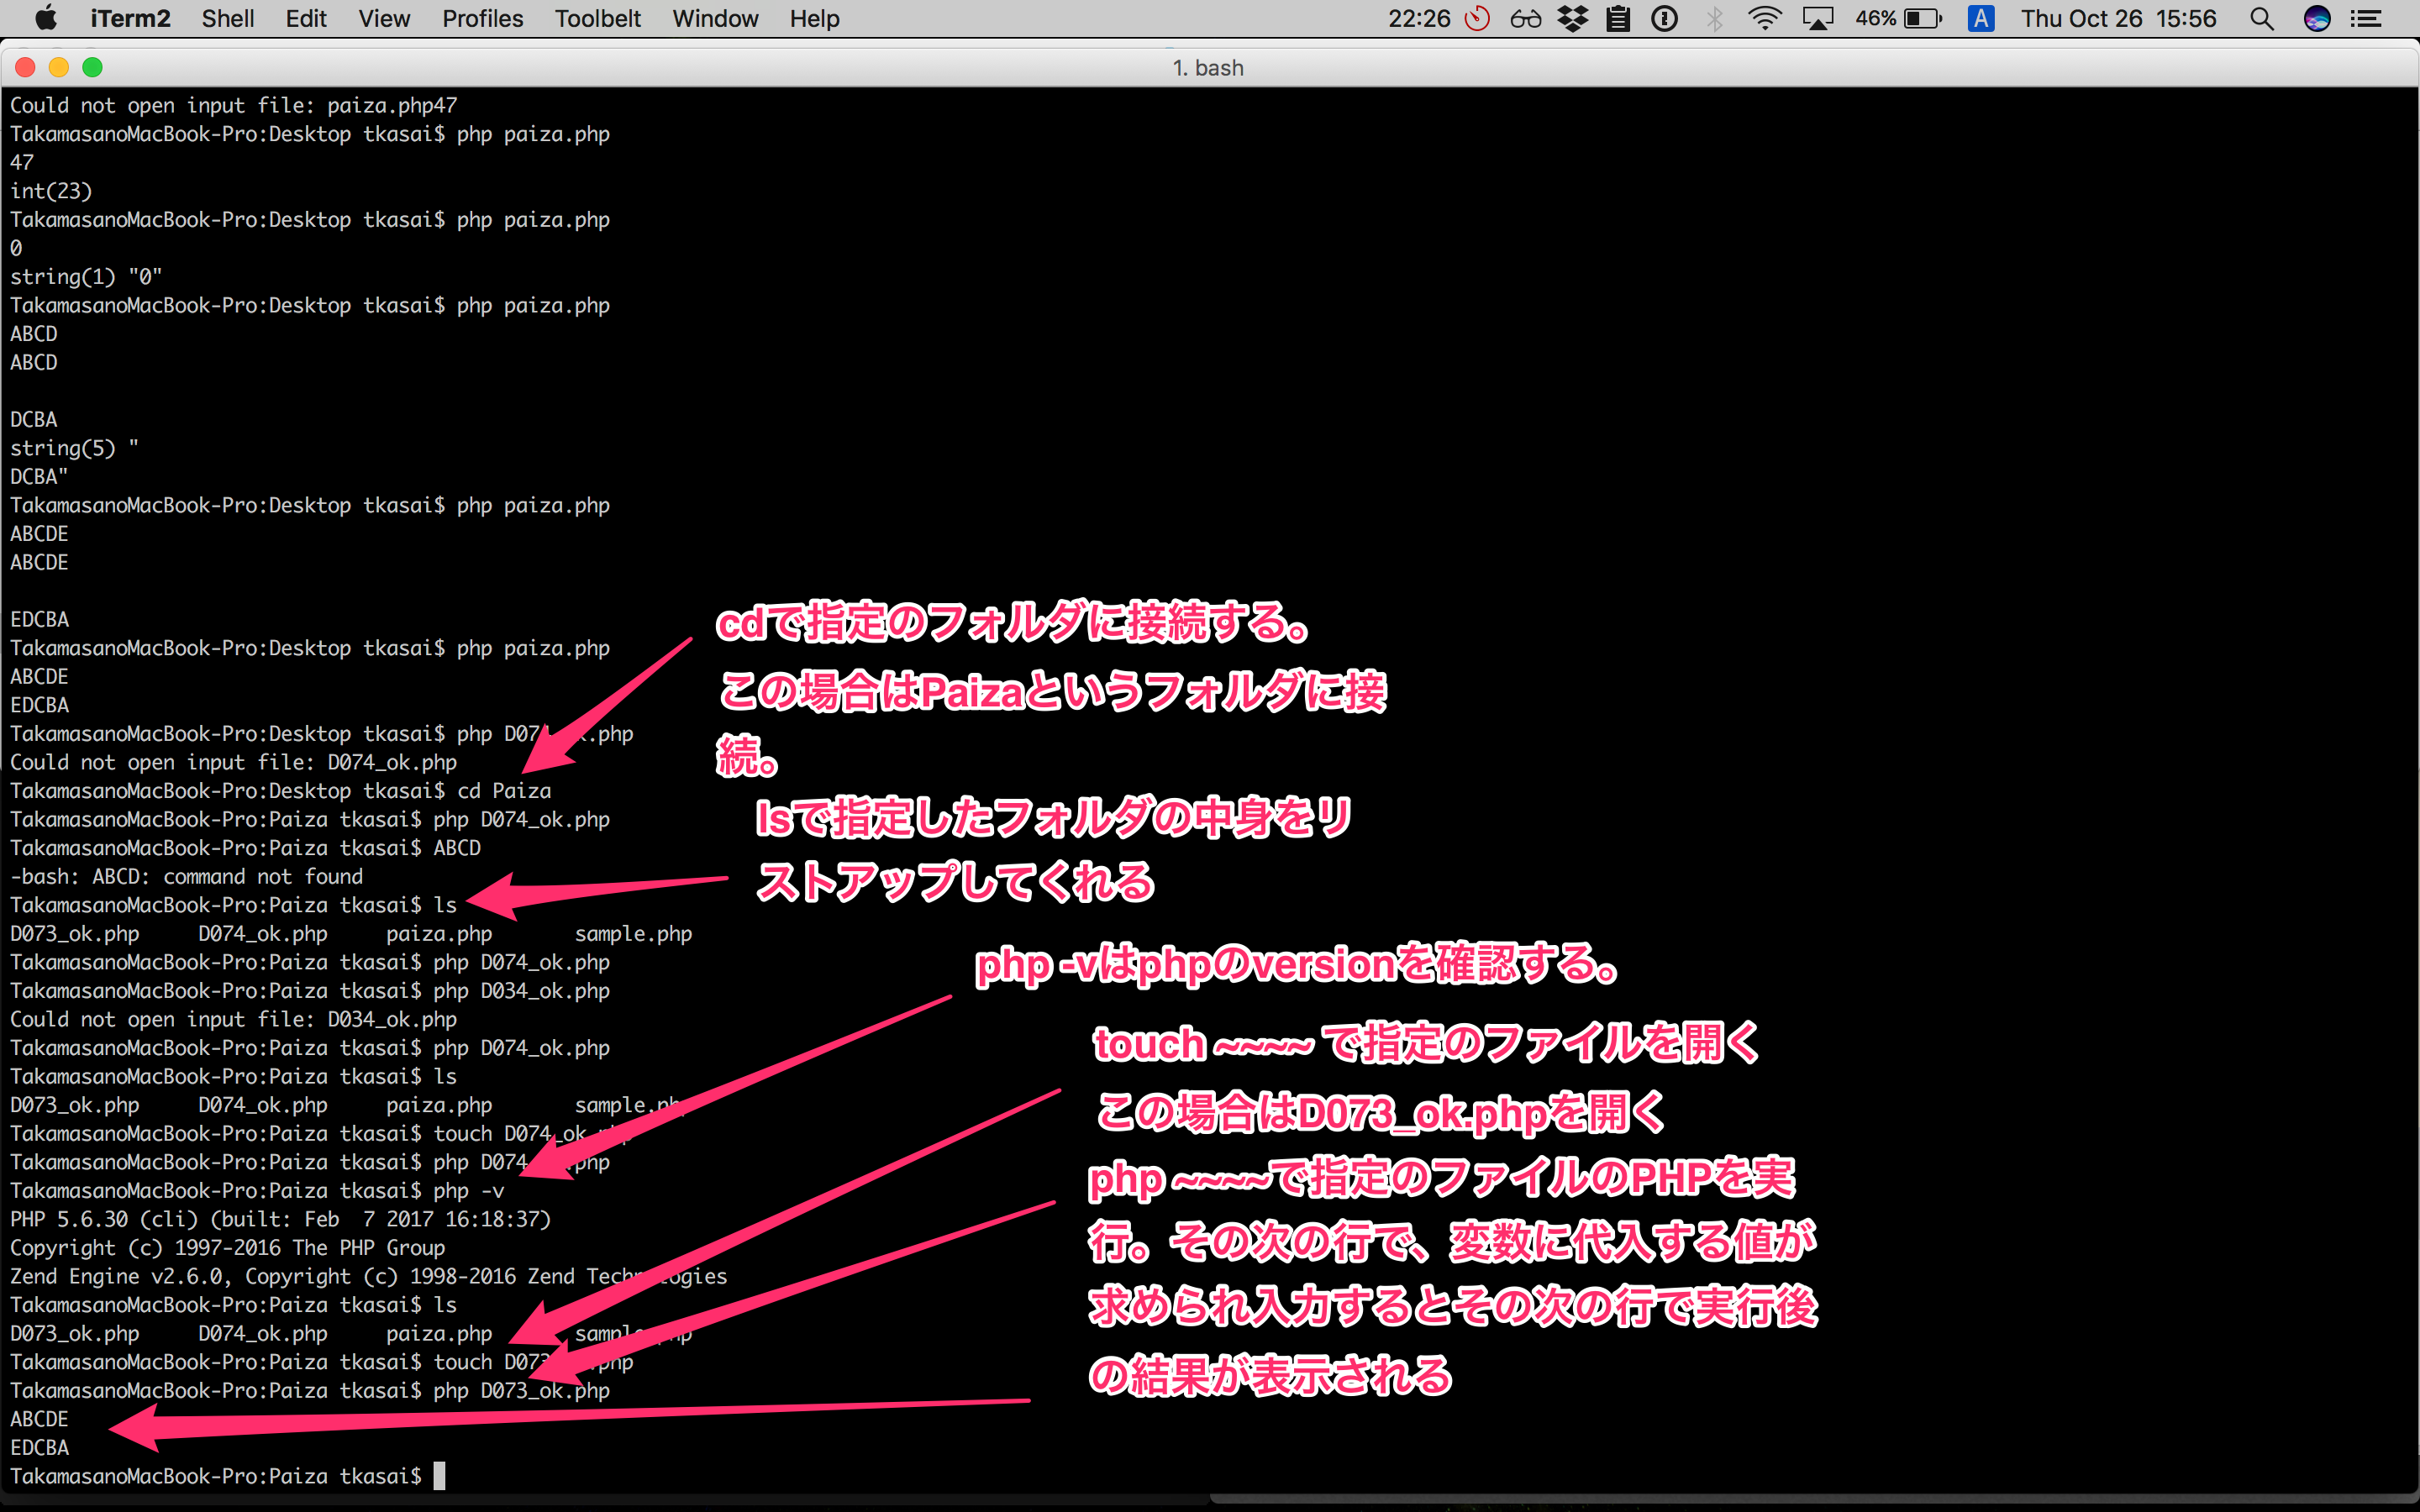 iTerm2 Shell Edit View Profiles Toolbelt Window Help 22:26 46% A Thu Oct 26 15:56
1. bash
Could not open input file: paiza.php47
TakamasanoMacBook-Pro:Desktop tkasai$ php paiza.php
47
int(23)
TakamasanoMacBook-Pro:Desktop tkasai$ php paiza.php
0
string(1) "0"
TakamasanoMacBook-Pro:Desktop tkasai$ php paiza.php
ABCD
ABCD
DCBA
string(5) "
DCBA"
TakamasanoMacBook-Pro:Desktop tkasai$ php paiza.php
ABCDE
ABCDE
EDCBA
TakamasanoMacBook-Pro:Desktop tkasai$ php paiza.php
ABCDE
EDCBA
TakamasanoMacBook-Pro:Desktop tkasai$ php D074_ok.php
Could not open input file: D074_ok.php
TakamasanoMacBook-Pro:Desktop tkasai$ cd Paiza
TakamasanoMacBook-Pro:Paiza tkasai$ php D074_ok.php
TakamasanoMacBook-Pro:Paiza tkasai$ ABCD
-bash: ABCD: command not found
TakamasanoMacBook-Pro:Paiza tkasai$ ls
D073_ok.php D074_ok.php paiza.php sample.php
TakamasanoMacBook-Pro:Paiza tkasai$ php D074_ok.php
TakamasanoMacBook-Pro:Paiza tkasai$ php D034_ok.php
Could not open input file: D034_ok.php
TakamasanoMacBook-Pro:Paiza tkasai$ php D074_ok.php
TakamasanoMacBook-Pro:Paiza tkasai$ ls
D073_ok.php D074_ok.php paiza.php sample.php
TakamasanoMacBook-Pro:Paiza tkasai$ touch D074_ok.php
TakamasanoMacBook-Pro:Paiza tkasai$ php D074_ok.php
TakamasanoMacBook-Pro:Paiza tkasai$ php -v
PHP 5.6.30 (cli) (built: Feb 7 2017 16:18:37)
Copyright (c) 1997-2016 The PHP Group
Zend Engine v2.6.0, Copyright (c) 1998-2016 Zend Technologies
TakamasanoMacBook-Pro:Paiza tkasai$ ls
D073_ok.php D074_ok.php paiza.php sample.php
TakamasanoMacBook-Pro:Paiza tkasai$ touch D073_ok.php
TakamasanoMacBook-Pro:Paiza tkasai$ php D073_ok.php
ABCDE
EDCBA
TakamasanoMacBook-Pro:Paiza tkasai$
cdで指定のフォルダに接続する。
この場合はPaizaというフォルダに接
続。
lsで指定したフォルダの中身をリ
ストアップしてくれる
php -vはphpのversionを確認する。
touch ~~~~ で指定のファイルを開く
この場合はD073_ok.phpを開く
php ~~~~で指定のファイルのPHPを実
行。その次の行で、変数に代入する値が
求められ入力するとその次の行で実行後
の結果が表示される